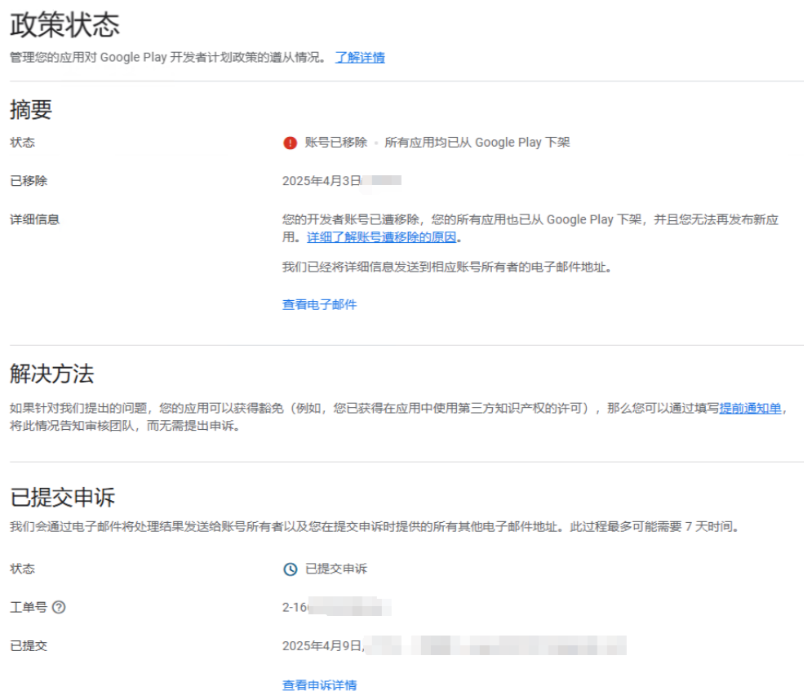 政策状态
管理您的应用对 Google Play 开发者计划政策的遵从情况。 了解详情
摘要
状态
账号已移除 · 所有应用均已从 Google Play 下架
已移除
2025年4月3日
详细信息
您的开发者账号已遭移除，您的所有应用也已从 Google Play 下架，并且您无法再发布新应
用。详细了解账号遭移除的原因。
我们已经将详细信息发送到相应账号所有者的电子邮件地址。
查看电子邮件
解决方法
如果针对我们提出的问题，您的应用可以获得豁免（例如，您已获得在应用中使用第三方知识产权的许可），那么您可以通过填写提前通知单，
将此情况告知审核团队，而无需提出申诉。
已提交申诉
我们会通过电子邮件将处理结果发送给账号所有者以及您在提交申诉时提供的所有其他电子邮件地址。此过程最多可能需要 7 天时间。
状态
已提交申诉
工单号
2-16
已提交
2025年4月9日,
查看申诉详情